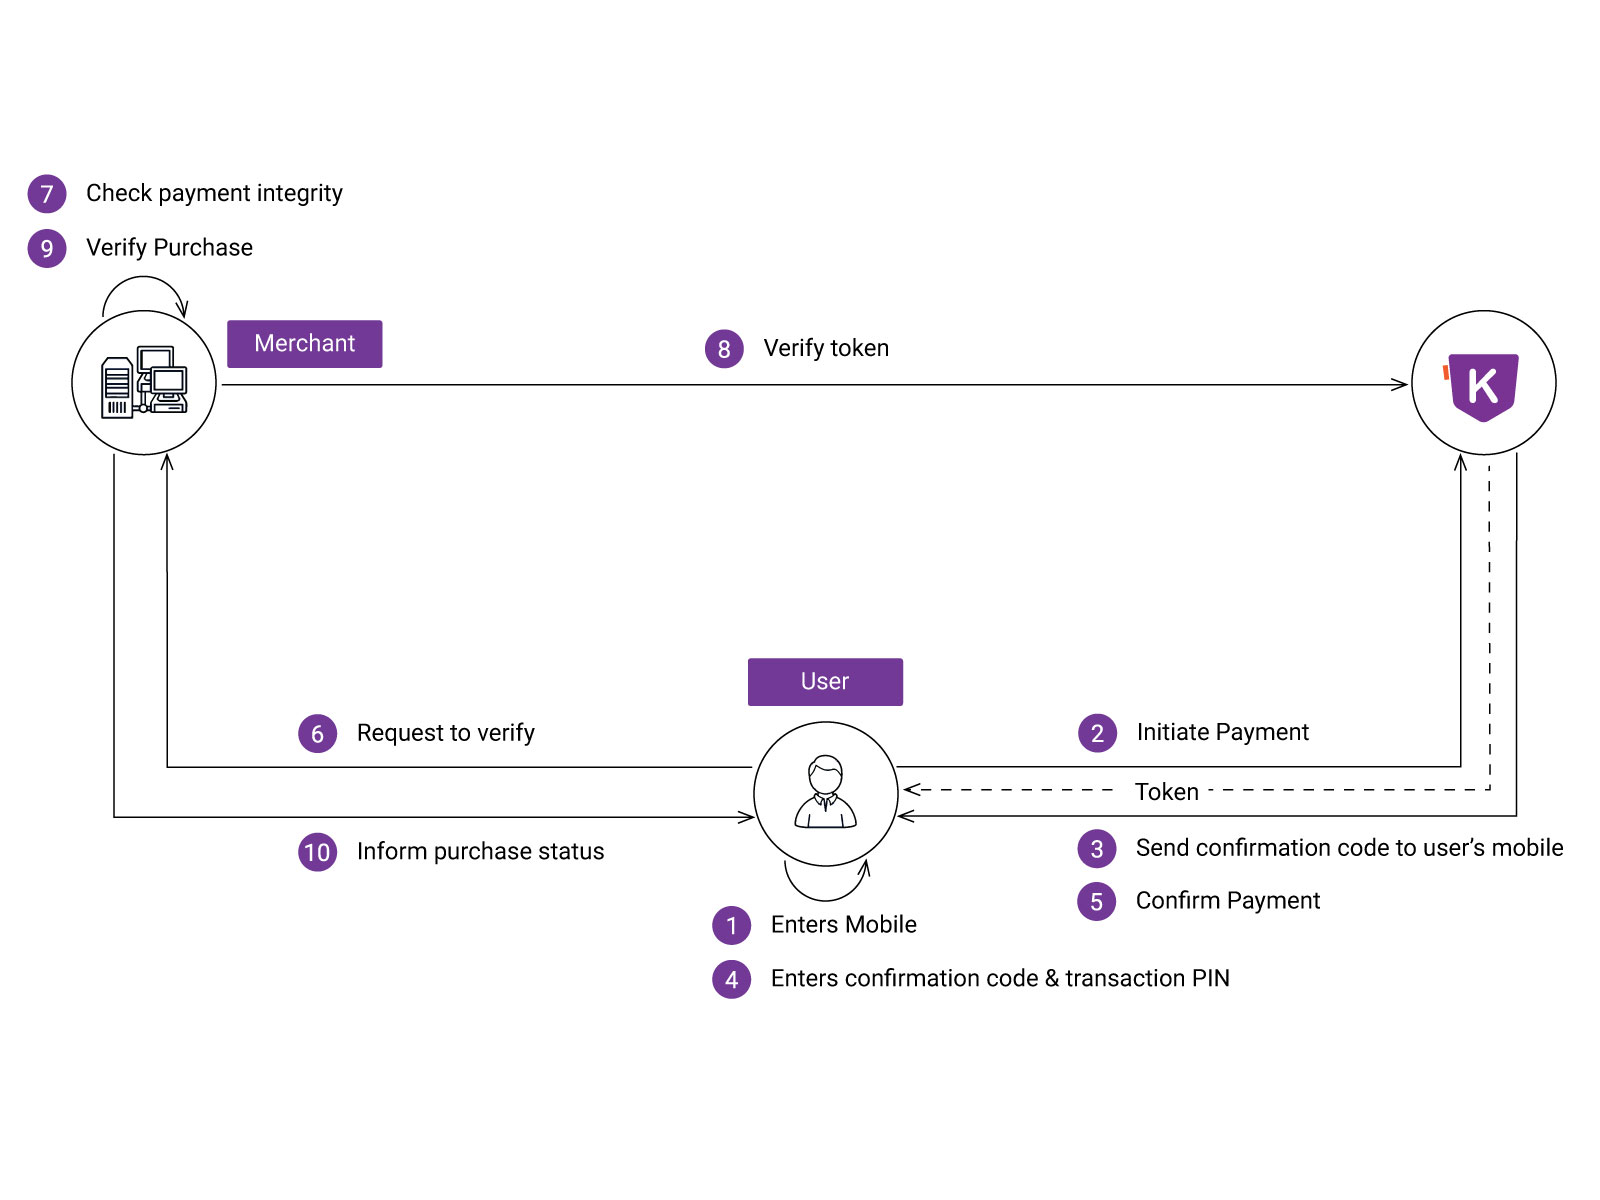 7 Check payment integrity
9 Verify Purchase
Merchant
8 Verify token
K
User
6 Request to verify
2 Initiate Payment
Token
10 Inform purchase status
3 Send confirmation code to user’s mobile
5 Confirm Payment
1 Enters Mobile
4 Enters confirmation code & transaction PIN